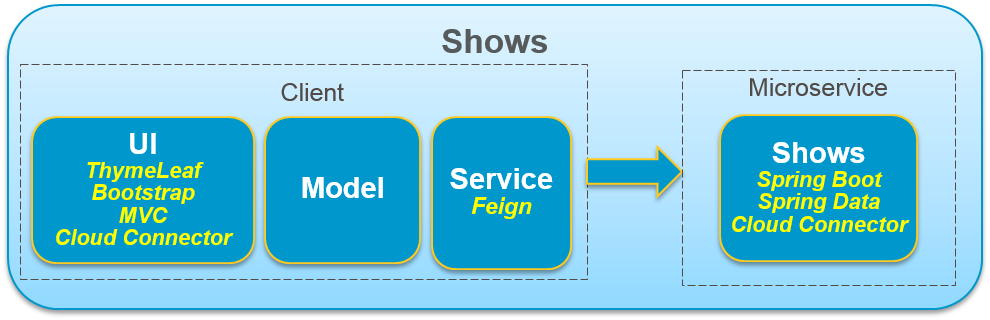 Shows
Client
UI
ThymeLeaf
Bootstrap
MVC
Cloud Connector
Model
Service
Feign
Microservice
Shows
Spring Boot
Spring Data
Cloud Connector